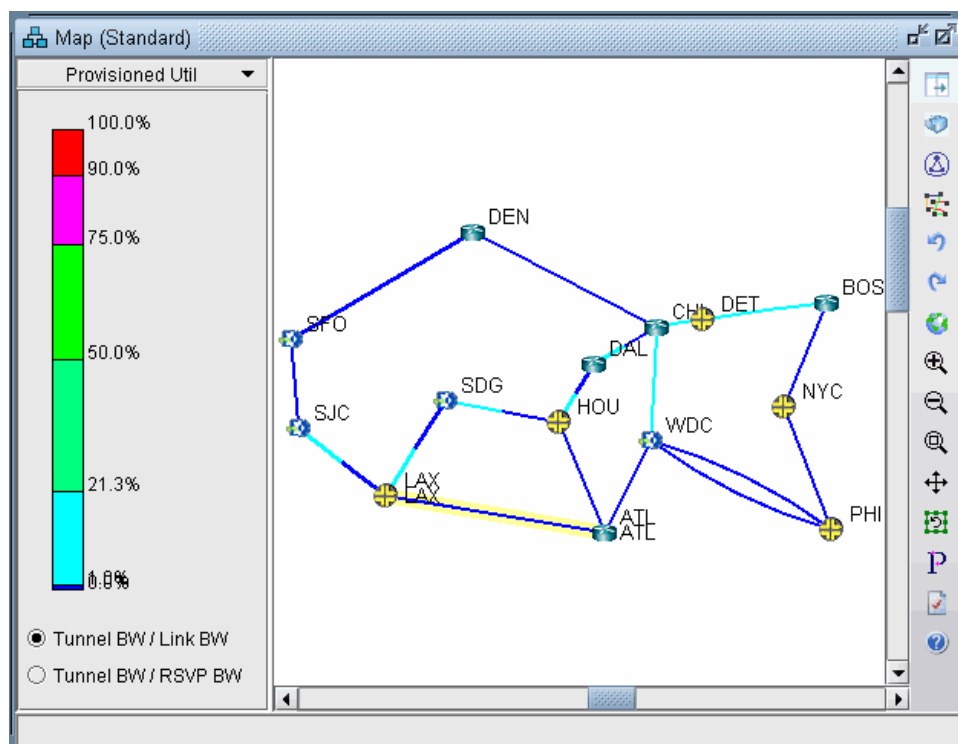 Map (Standard)
Provisioned Util
100.0%
90.0%
75.0%
50.0%
21.3%
Tunnel BW / Link BW
Tunnel BW / RSVP BW
DEN
BOS
DET
SFO
DAL
SDG
NYC
HOU
SJC
WDC
LAX
LAX
PHI
ATL
ATL
P